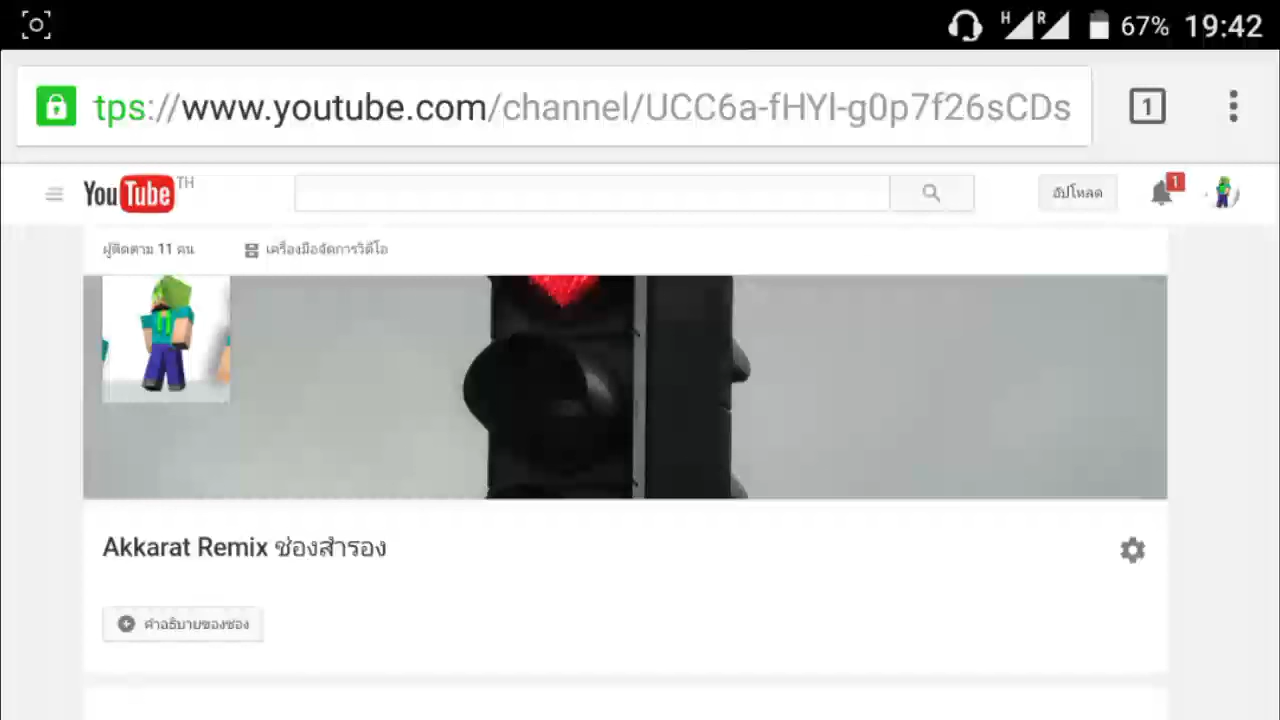 H R 67% 19:42
tps://www.youtube.com/channel/UCC6a-fHYl-g0p7f26sCDs 1
YouTube TH อัปโหลด 1
ผู้ติดตาม 11 คน เครื่องมือจัดการวิดีโอ
Akkarat Remix ช่องสำรอง
คำอธิบายของช่อง